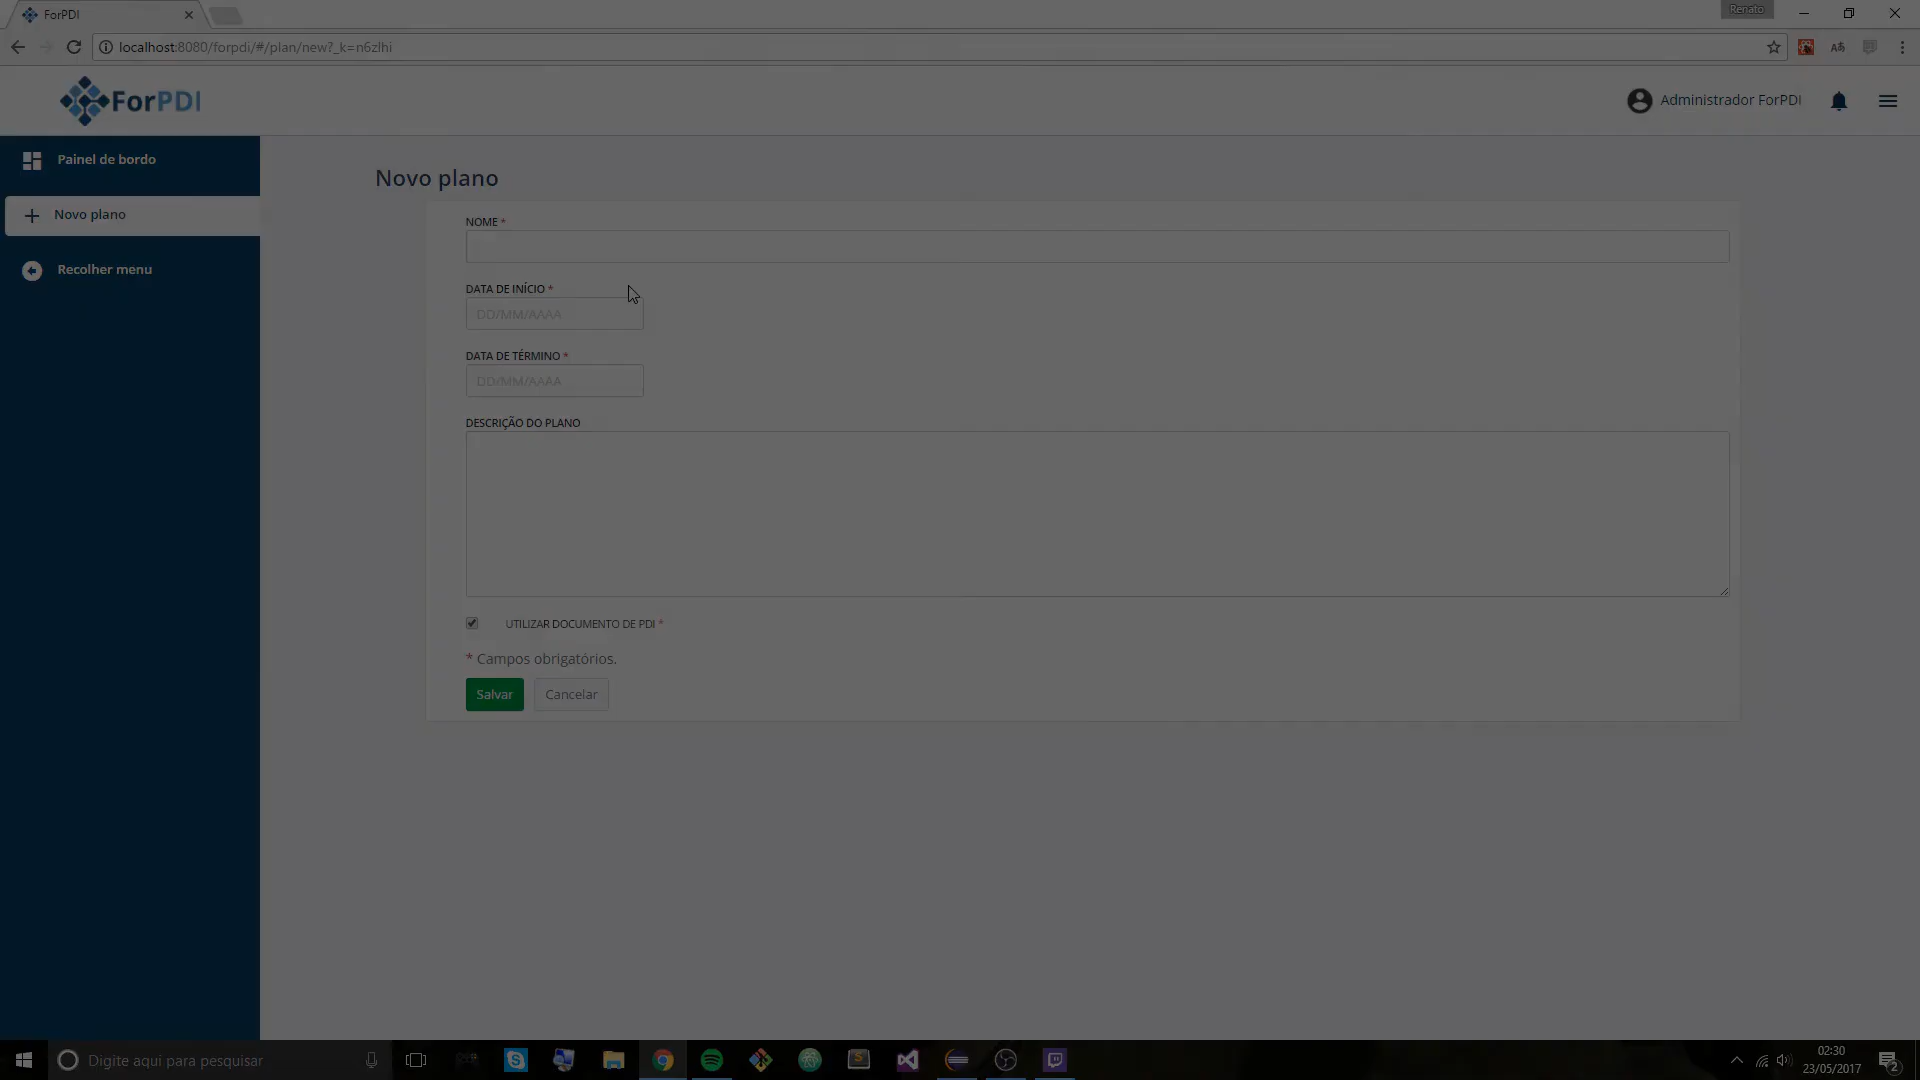 ForPDI
Renato
localhost:8080/forpdi/#/plan/new?_k=n6zlhi
ForPDI
Administrador ForPDI
Painel de bordo
Novo plano
Recolher menu
Novo plano
NOME *
DATA DE INÍCIO *
DD/MM/AAAA
DATA DE TÉRMINO *
DD/MM/AAAA
DESCRIÇÃO DO PLANO
UTILIZAR DOCUMENTO DE PDI *
* Campos obrigatórios.
Salvar Cancelar
Digite aqui para pesquisar
02:30
23/05/2017
2